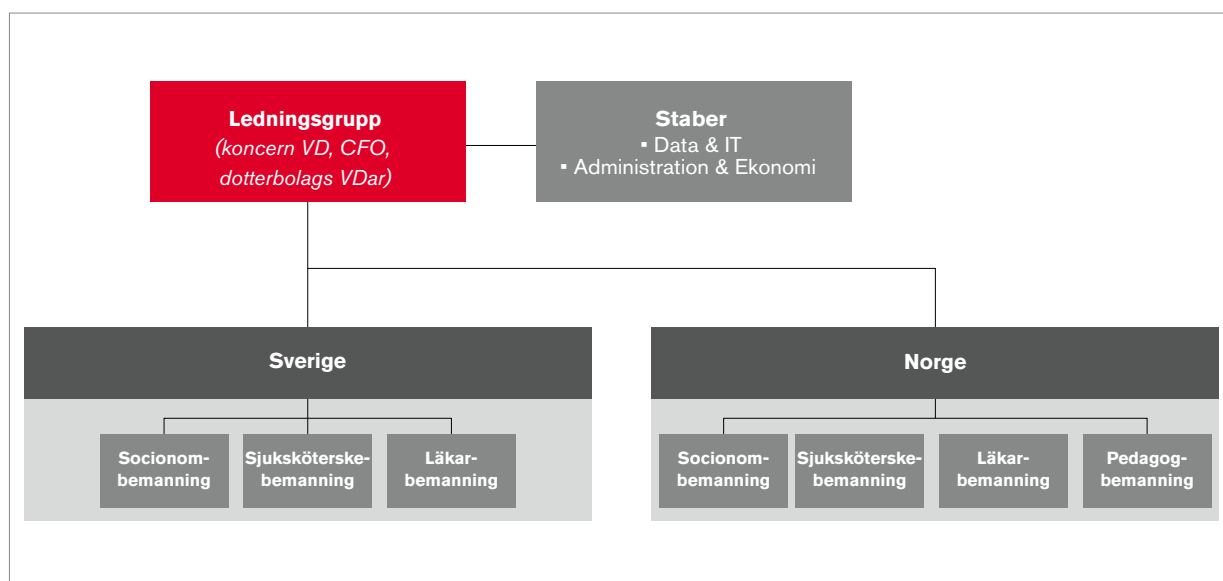 Ledningsgrupp
(koncern VD, CFO,
dotterbolags VDar)
Staber
▪ Data & IT
▪ Administration & Ekonomi
Sverige
Socionom-
bemanning
Sjuksköterske-
bemanning
Läkar-
bemanning
Norge
Socionom-
bemanning
Sjuksköterske-
bemanning
Läkar-
bemanning
Pedagog-
bemanning